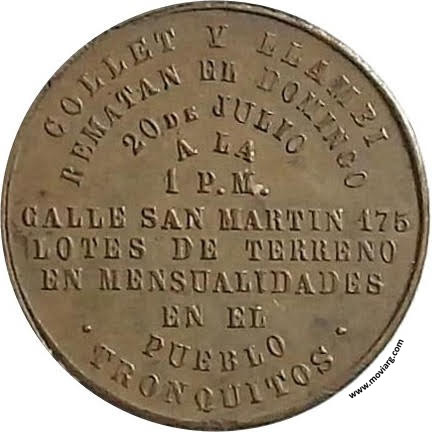 COLLET Y LLAMBI
REMATAN EL DOMINGO
20 DE JULIO
A LA
1 P.M.
CALLE SAN MARTIN 175
LOTES DE TERRENO
EN MENSUALIDADES
EN EL
PUEBLO
· TRONQUITOS ·
www.moviarg.com